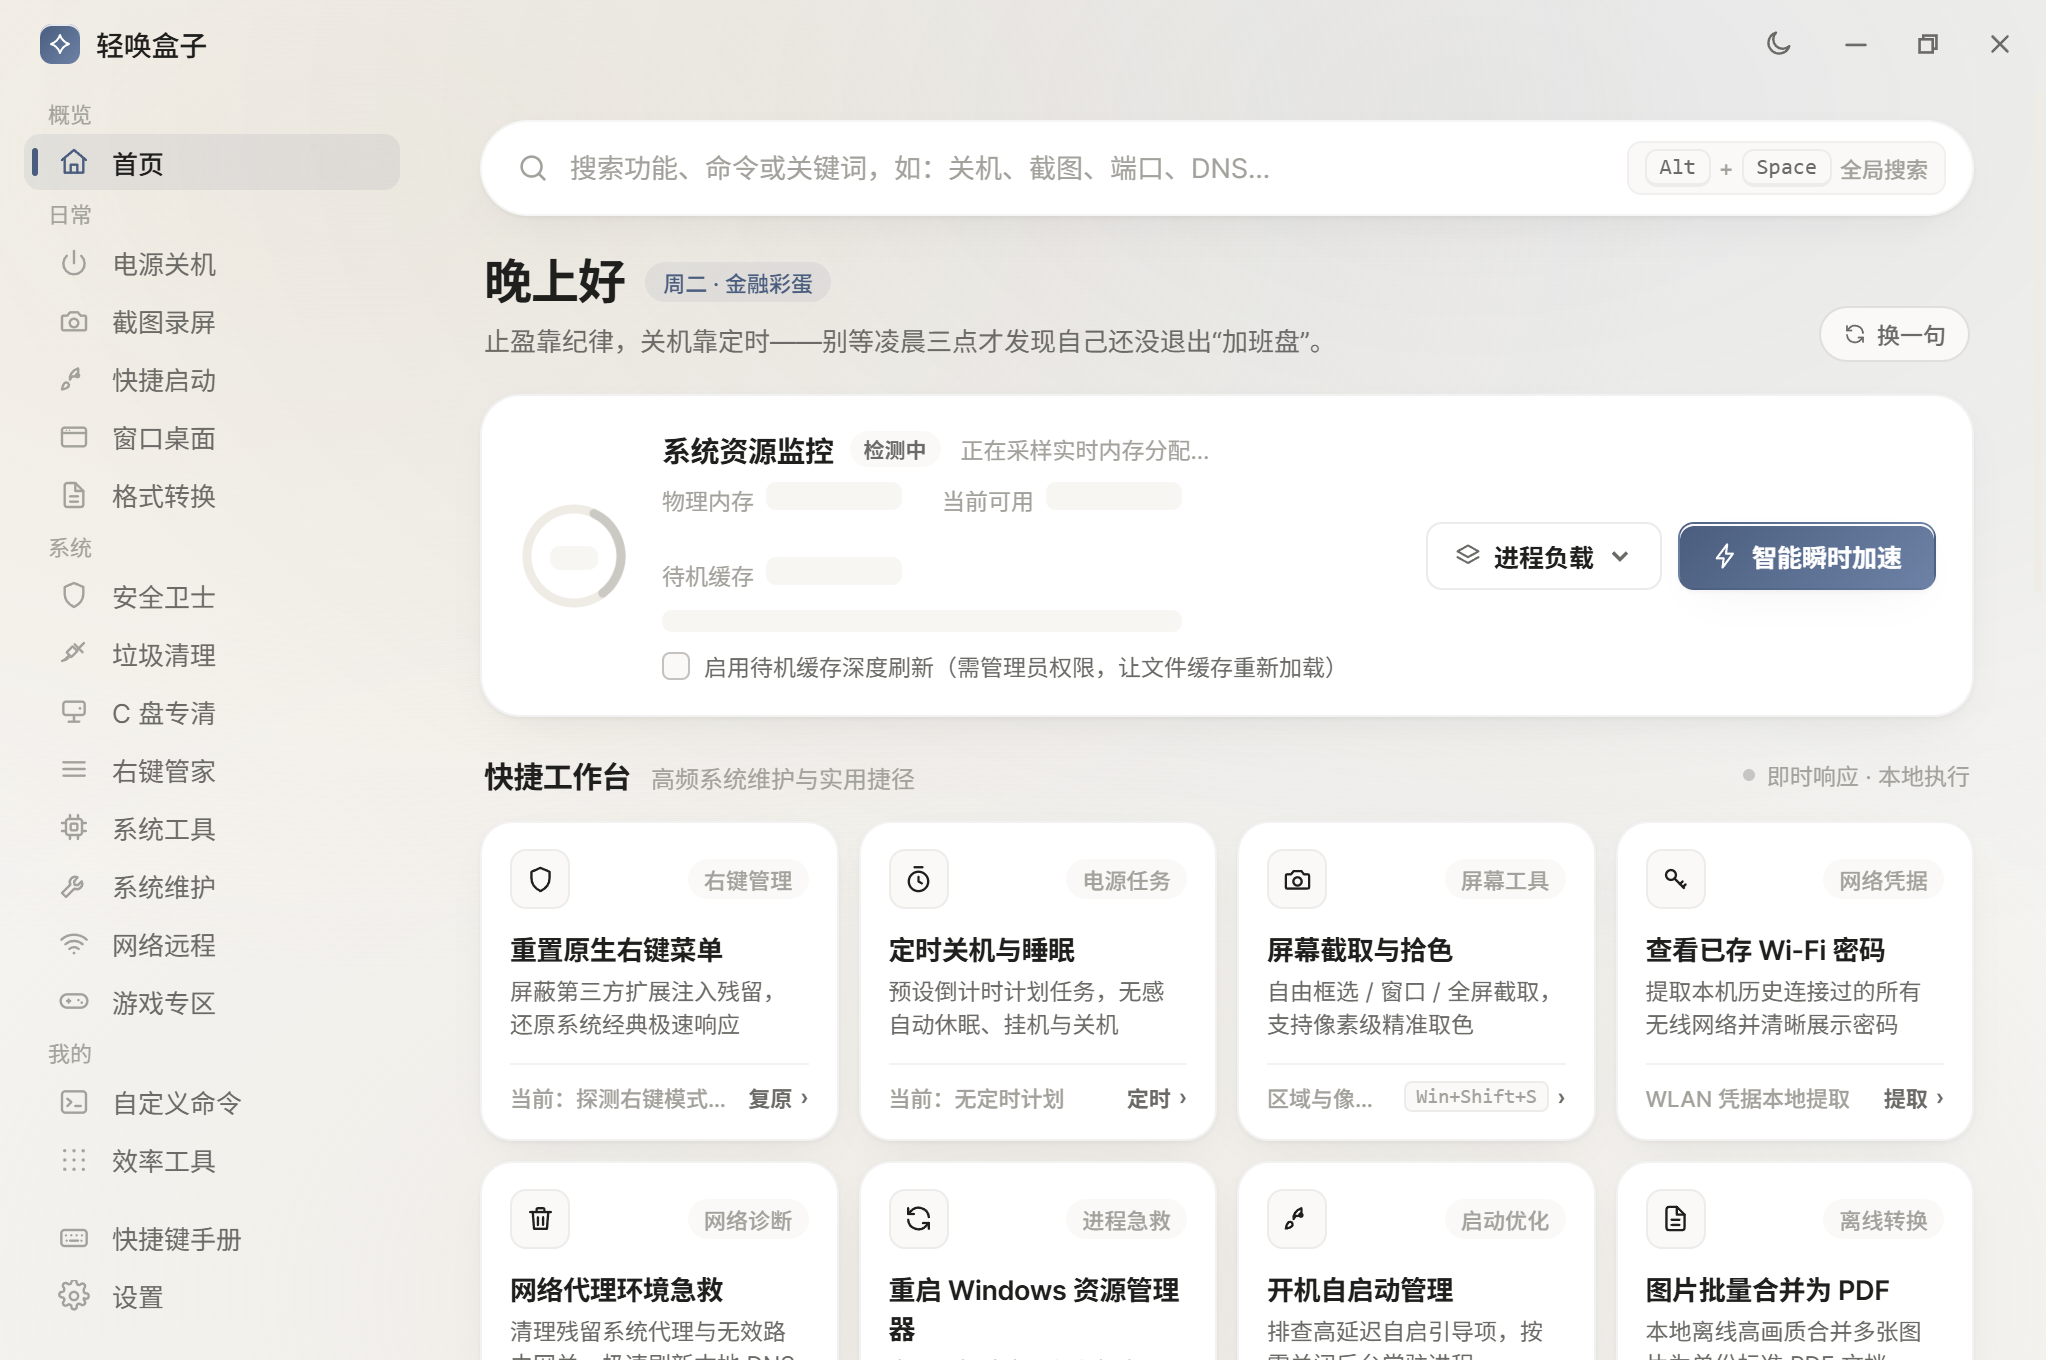 轻唤盒子
概览
首页
日常
电源关机
截图录屏
快捷启动
窗口桌面
格式转换
系统
安全卫士
垃圾清理
C 盘专清
右键管家
系统工具
系统维护
网络远程
游戏专区
我的
自定义命令
效率工具
快捷键手册
设置
搜索功能、命令或关键词，如：关机、截图、端口、DNS...
Alt + Space 全局搜索
晚上好 周二 · 金融彩蛋
止盈靠纪律，关机靠定时——别等凌晨三点才发现自己还没退出“加班盘”。
换一句
系统资源监控 检测中 正在采样实时内存分配...
物理内存 当前可用
待机缓存
进程负载 智能瞬时加速
启用待机缓存深度刷新（需管理员权限，让文件缓存重新加载）
快捷工作台 高频系统维护与实用捷径 即时响应 · 本地执行
右键管理
重置原生右键菜单
屏蔽第三方扩展注入残留，
还原系统经典极速响应
当前：探测右键模式... 复原 ›
电源任务
定时关机与睡眠
预设倒计时计划任务，无感
自动休眠、挂机与关机
当前：无定时计划 定时 ›
屏幕工具
屏幕截取与拾色
自由框选 / 窗口 / 全屏截取，
支持像素级精准取色
区域与像... Win+Shift+S ›
网络凭据
查看已存 Wi-Fi 密码
提取本机历史连接过的所有
无线网络并清晰展示密码
WLAN 凭据本地提取 提取 ›
网络诊断
网络代理环境急救
清理残留系统代理与无效路
进程急救
重启 Windows 资源管理
器
启动优化
开机自启动管理
排查高延迟自启引导项，按
离线转换
图片批量合并为 PDF
本地离线高画质合并多张图